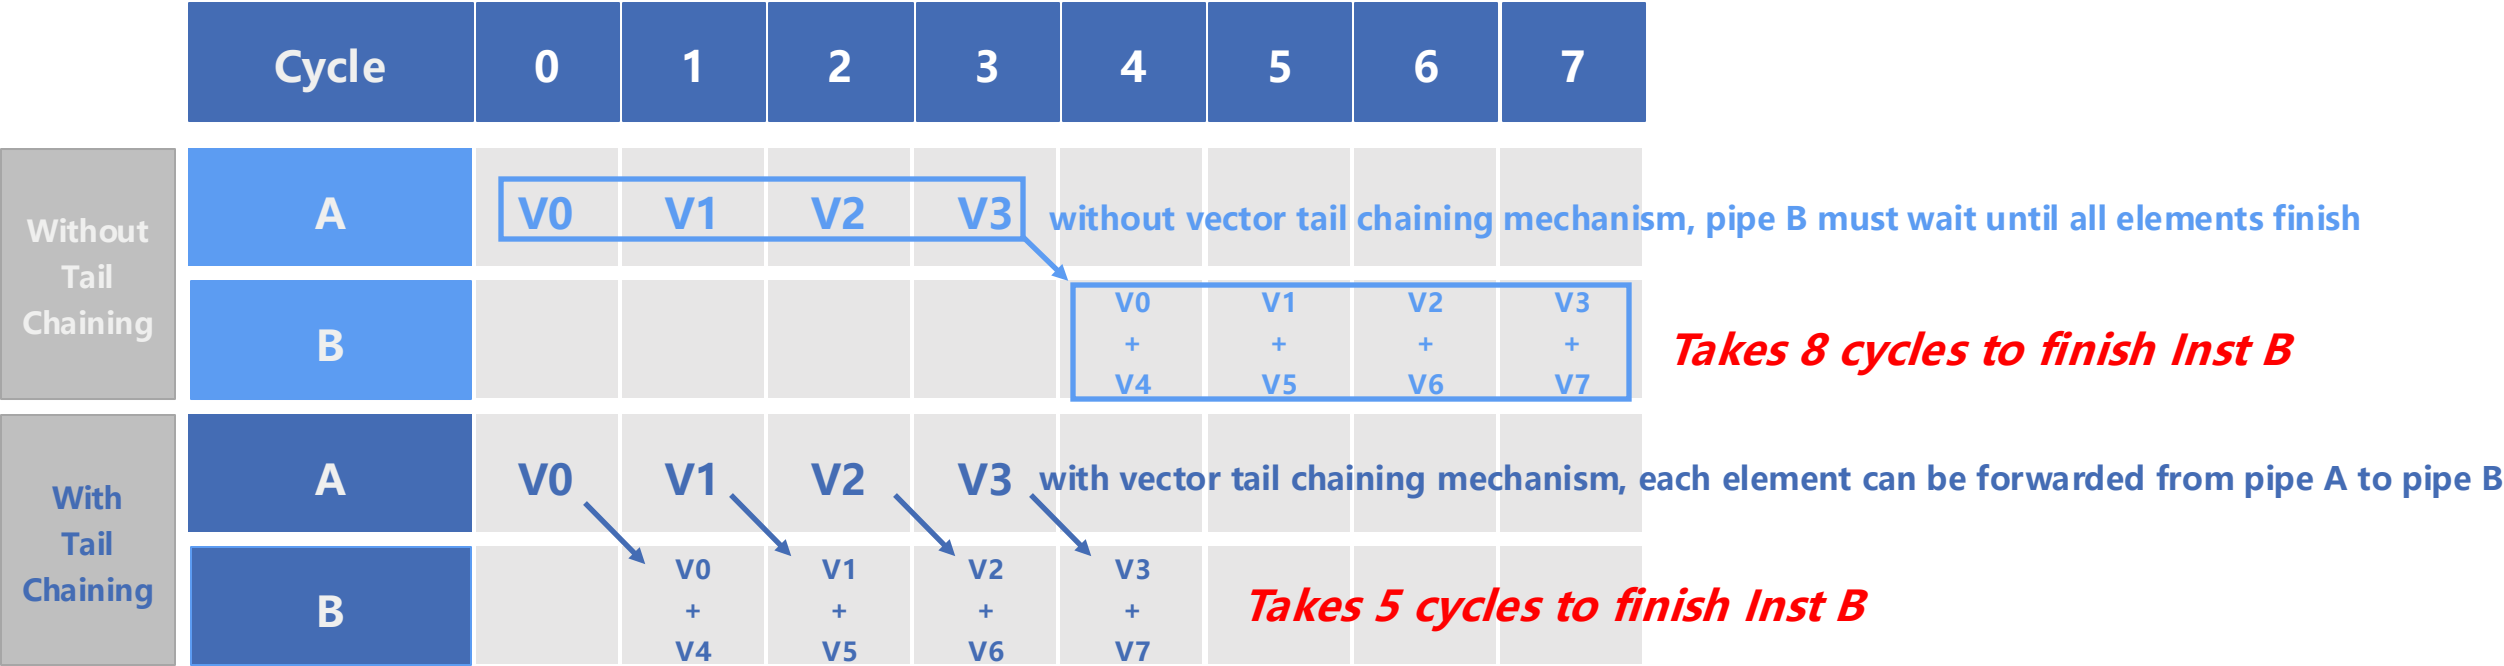 Cycle 0 1 2 3 4 5 6 7
Without
Tail
Chaining
A V0 V1 V2 V3 without vector tail chaining mechanism, pipe B must wait until all elements finish
B
V0 V1 V2 V3
+ + + +
V4 V5 V6 V7
Takes 8 cycles to finish Inst B
With
Tail
Chaining
A V0 V1 V2 V3 with vector tail chaining mechanism, each element can be forwarded from pipe A to pipe B
B
V0 V1 V2 V3
+ + + +
V4 V5 V6 V7
Takes 5 cycles to finish Inst B